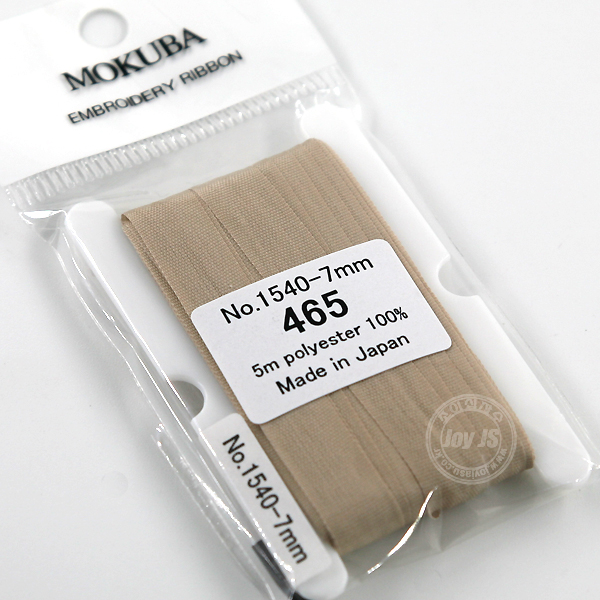 MOKUBA
EMBROIDERY RIBBON
No.1540-7mm
465
5m polyester 100%
Made in Japan
No.1540-7mm
Joy JS